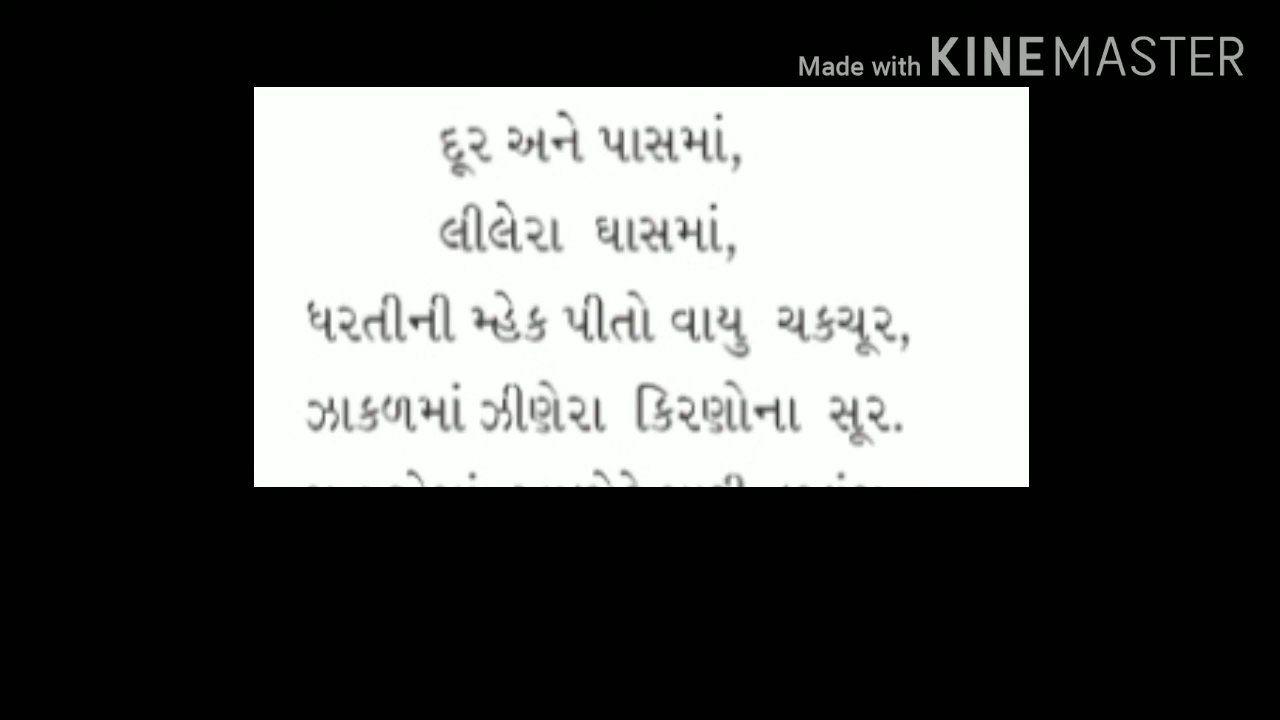 Made with KINEMASTER
દૂર અને પાસમાં,
લીલેરા ઘાસમાં,
ધરતીની મ્હેક પીતો વાયુ ચકચૂર,
ઝાકળમાં ઝીણેરા કિરણોના સૂર.